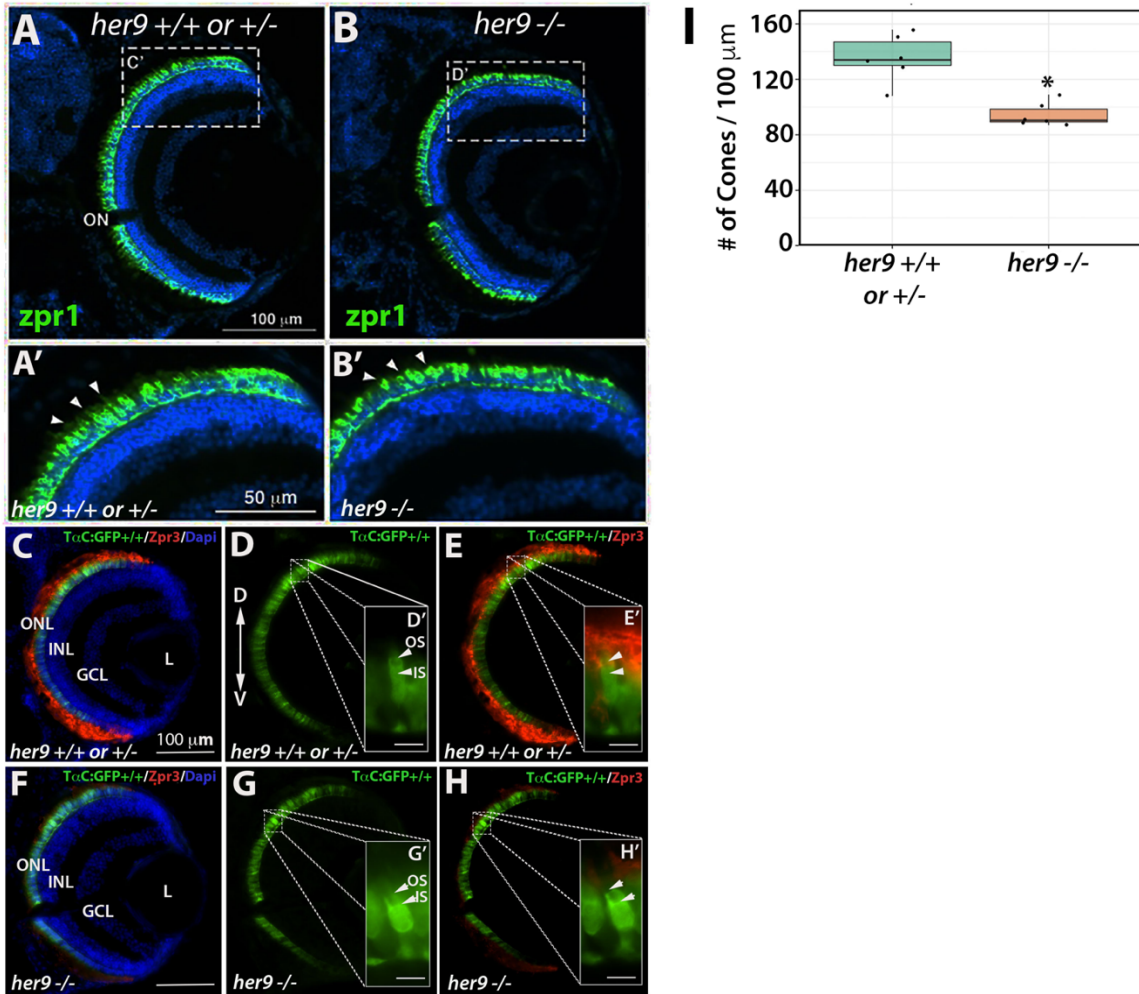 A her9 +/+ or +/-
C'
ON
zpr1
100 µm
B her9 -/-
D'
zpr1
A'
her9 +/+ or +/-
50 µm
B'
her9 -/-
C
TαC:GFP+/+/Zpr3/Dapi
ONL
INL
GCL
L
her9 +/+ or +/-
100 µm
D
TαC:GFP+/+
D
V
D'
OS
IS
her9 +/+ or +/-
E
TαC:GFP+/+/Zpr3
E'
her9 +/+ or +/-
F
TαC:GFP+/+/Zpr3/Dapi
ONL
INL
GCL
L
her9 -/-
G
TαC:GFP+/+
G'
OS
IS
her9 -/-
H
TαC:GFP+/+/Zpr3
H'
her9 -/-
I
# of Cones / 100 µm
160
120
80
40
0
*
her9 +/+
or +/-
her9 -/-